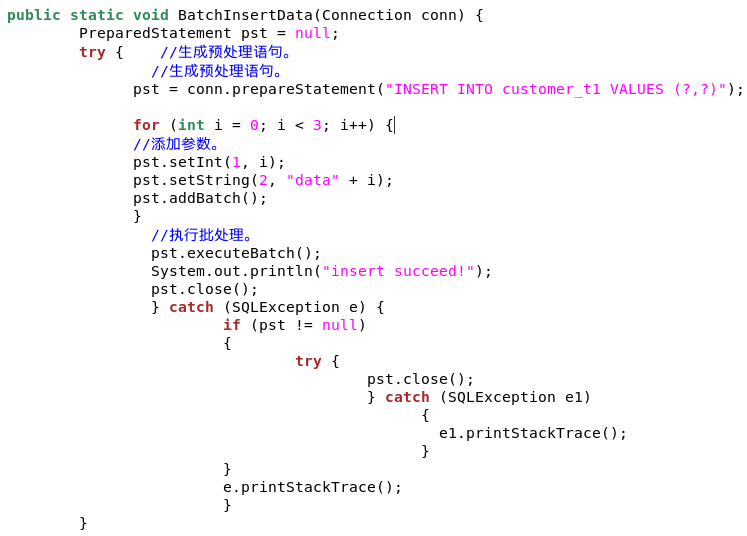 public static void BatchInsertData(Connection conn) {
PreparedStatement pst = null;
try {    //生成预处理语句。
//生成预处理语句。
pst = conn.prepareStatement("INSERT INTO customer_t1 VALUES (?,?)");
for (int i = 0; i < 3; i++) {
//添加参数。
pst.setInt(1, i);
pst.setString(2, "data" + i);
pst.addBatch();
}
//执行批处理。
pst.executeBatch();
System.out.println("insert succeed!");
pst.close();
} catch (SQLException e) {
if (pst != null)
{
try {
pst.close();
} catch (SQLException e1)
{
e1.printStackTrace();
}
}
e.printStackTrace();
}
}